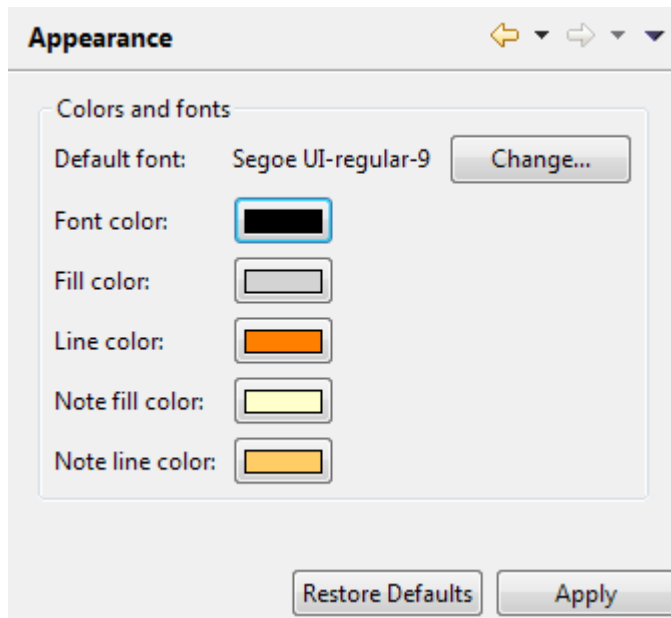 Appearance
Colors and fonts
Default font: Segoe UI-regular-9 Change...
Font color:
Fill color:
Line color:
Note fill color:
Note line color:
Restore Defaults Apply